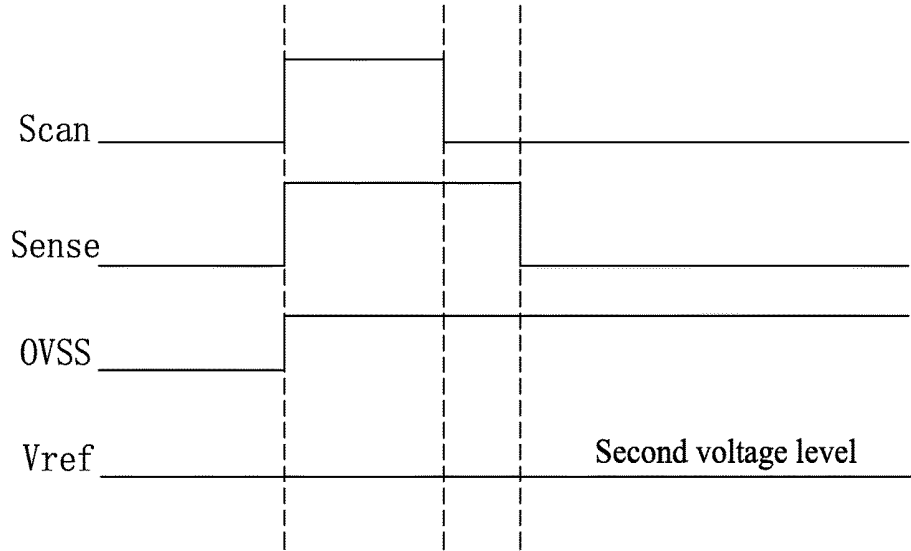 Scan
Sense
OVSS
Vref
Second voltage level